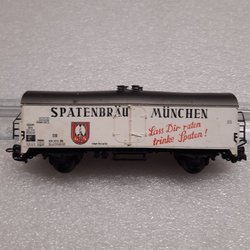 SPATENBRÄU MÜNCHEN
Lass Dir raten
trinke Spaten!